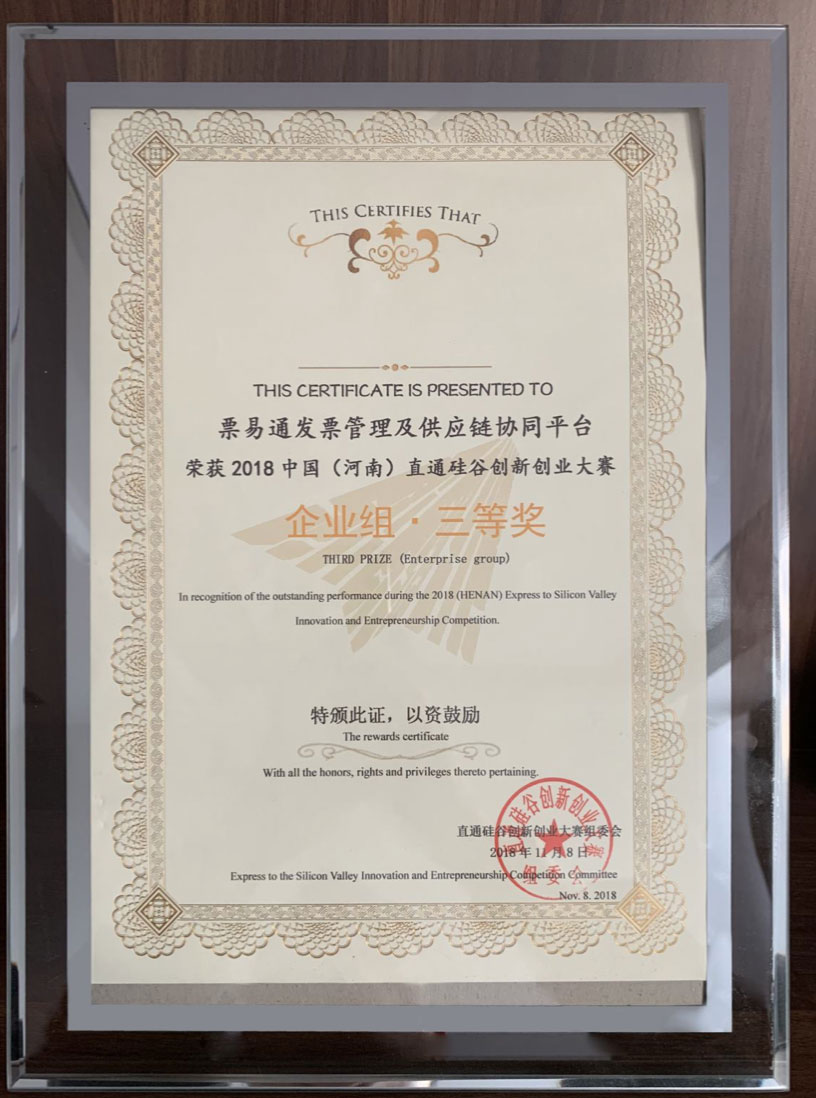 THIS CERTIFIES THAT
THIS CERTIFICATE IS PRESENTED TO
票易通发票管理及供应链协同平台
荣获 2018 中国（河南）直通硅谷创新创业大赛
企业组·三等奖
THIRD PRIZE (Enterprise group)
In recognition of the outstanding performance during the 2018 (HENAN) Express to Silicon Valley
Innovation and Entrepreneurship Competition.
特颁此证，以资鼓励
The rewards certificate
With all the honors, rights and privileges thereto pertaining.
直通硅谷创新创业大赛组委会
2018 年 11 月 8 日
Express to the Silicon Valley Innovation and Entrepreneurship Competition Committee
Nov. 8. 2018
直通硅谷创新创业大赛
组委会